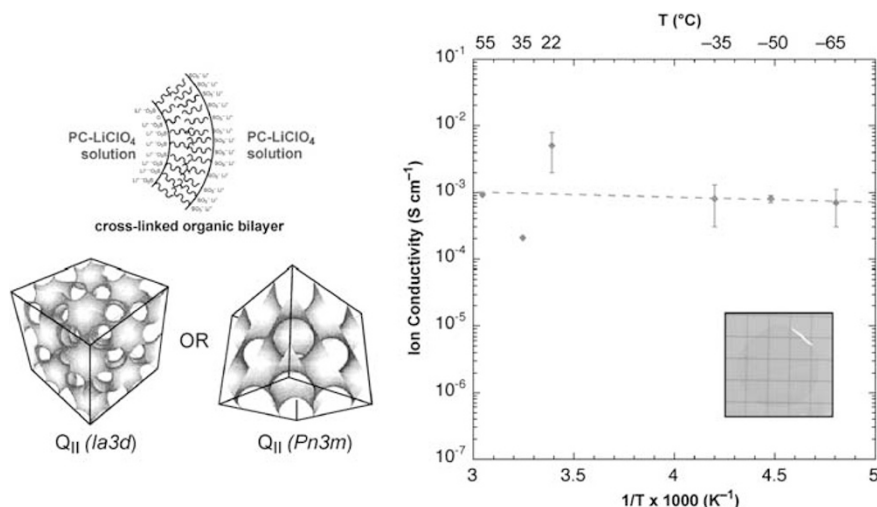 PC-LiClO₄
solution
PC-LiClO₄
solution
cross-linked organic bilayer
OR
Q_II (Ia3d)
Q_II (Pn3m)
T (°C)
55 35 22 –35 –50 –65
Ion Conductivity (S cm⁻¹)
10⁻¹
10⁻²
10⁻³
10⁻⁴
10⁻⁵
10⁻⁶
10⁻⁷
3 3.5 4 4.5 5
1/T x 1000 (K⁻¹)